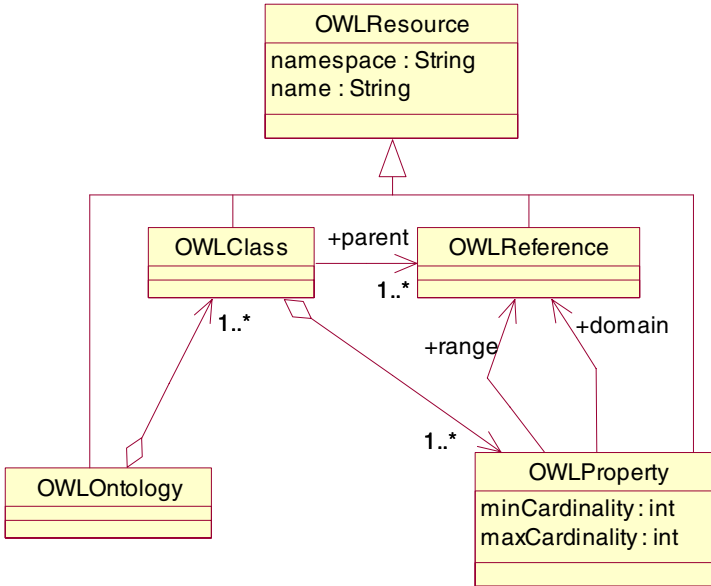 OWLResource
namespace : String
name : String
OWLClass
+parent
OWLReference
1..*
1..*
+range
+domain
1..*
OWLOntology
OWLProperty
minCardinality : int
maxCardinality : int